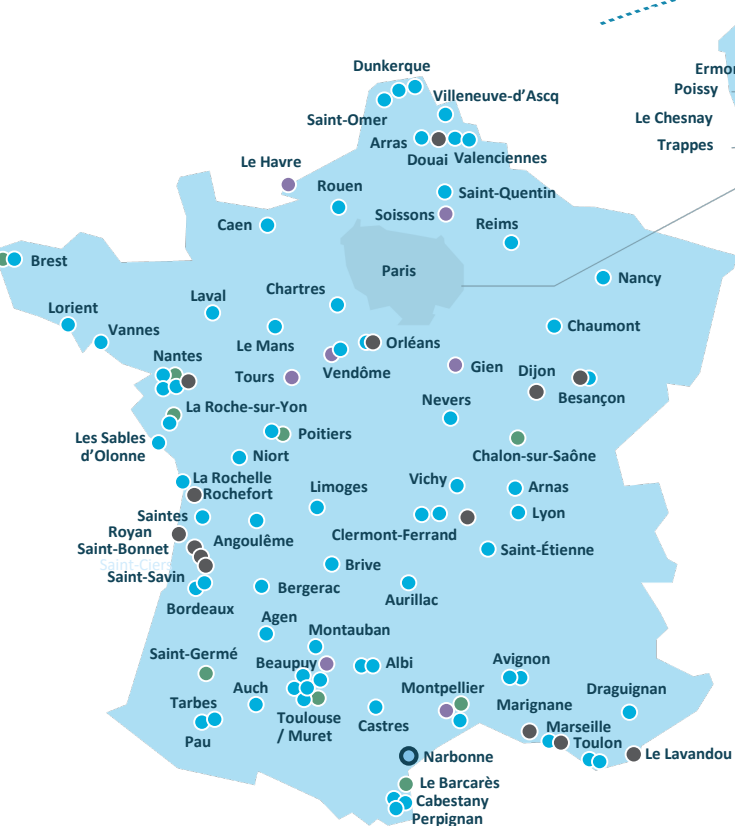 Dunkerque
Ermo
Poissy
Villeneuve-d’Ascq
Saint-Omer
Le Chesnay
Arras
Trappes
Douai
Valenciennes
Le Havre
Rouen
Saint-Quentin
Soissons
Caen
Reims
Brest
Paris
Nancy
Chartres
Laval
Lorient
Vannes
Le Mans
Chaumont
Orléans
Nantes
Vendôme
Tours
Gien
Dijon
Besançon
Nevers
La Roche-sur-Yon
Poitiers
Les Sables
d’Olonne
Niort
Chalon-sur-Saône
La Rochelle
Rochefort
Limoges
Vichy
Arnas
Saintes
Lyon
Royan
Angoulême
Clermont-Ferrand
Saint-Bonnet
Saint-Étienne
Saint-Ciers
Brive
Saint-Savin
Bergerac
Bordeaux
Aurillac
Agen
Montauban
Saint-Germé
Beaupuy
Albi
Avignon
Auch
Montpellier
Draguignan
Tarbes
Marignane
Toulouse
/ Muret
Castres
Marseille
Pau
Toulon
Narbonne
Le Lavandou
Le Barcarès
Cabestany
Perpignan